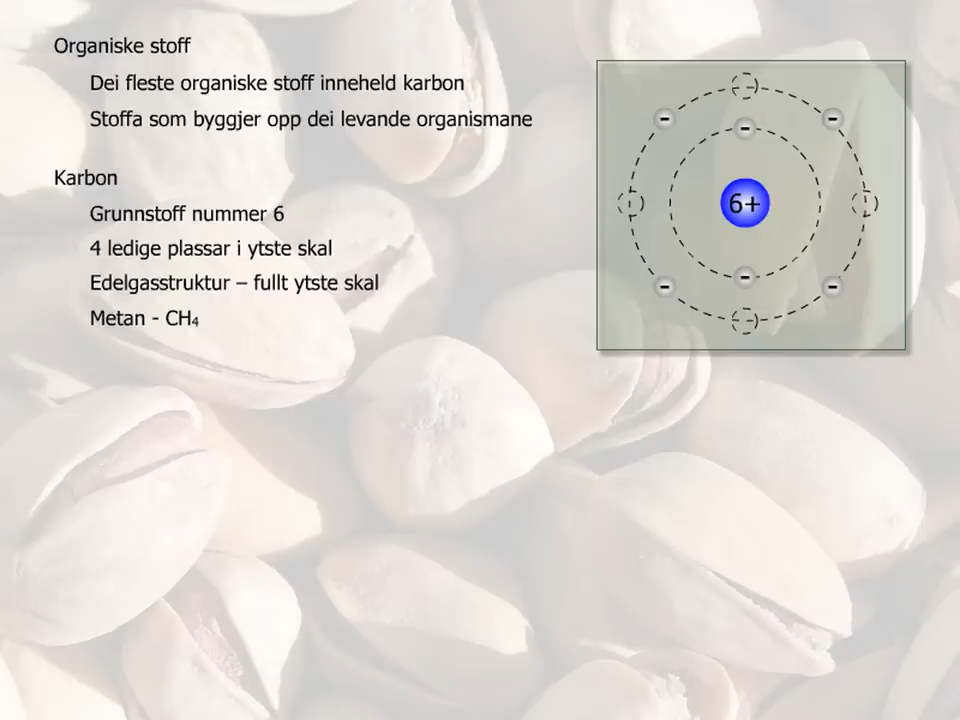 Organiske stoff
Dei fleste organiske stoff inneheld karbon
Stoffa som byggjer opp dei levande organismane
Karbon
Grunnstoff nummer 6
4 ledige plassar i ytste skal
Edelgasstruktur – fullt ytste skal
Metan - CH₄
-
-
-
6+
-
-
-